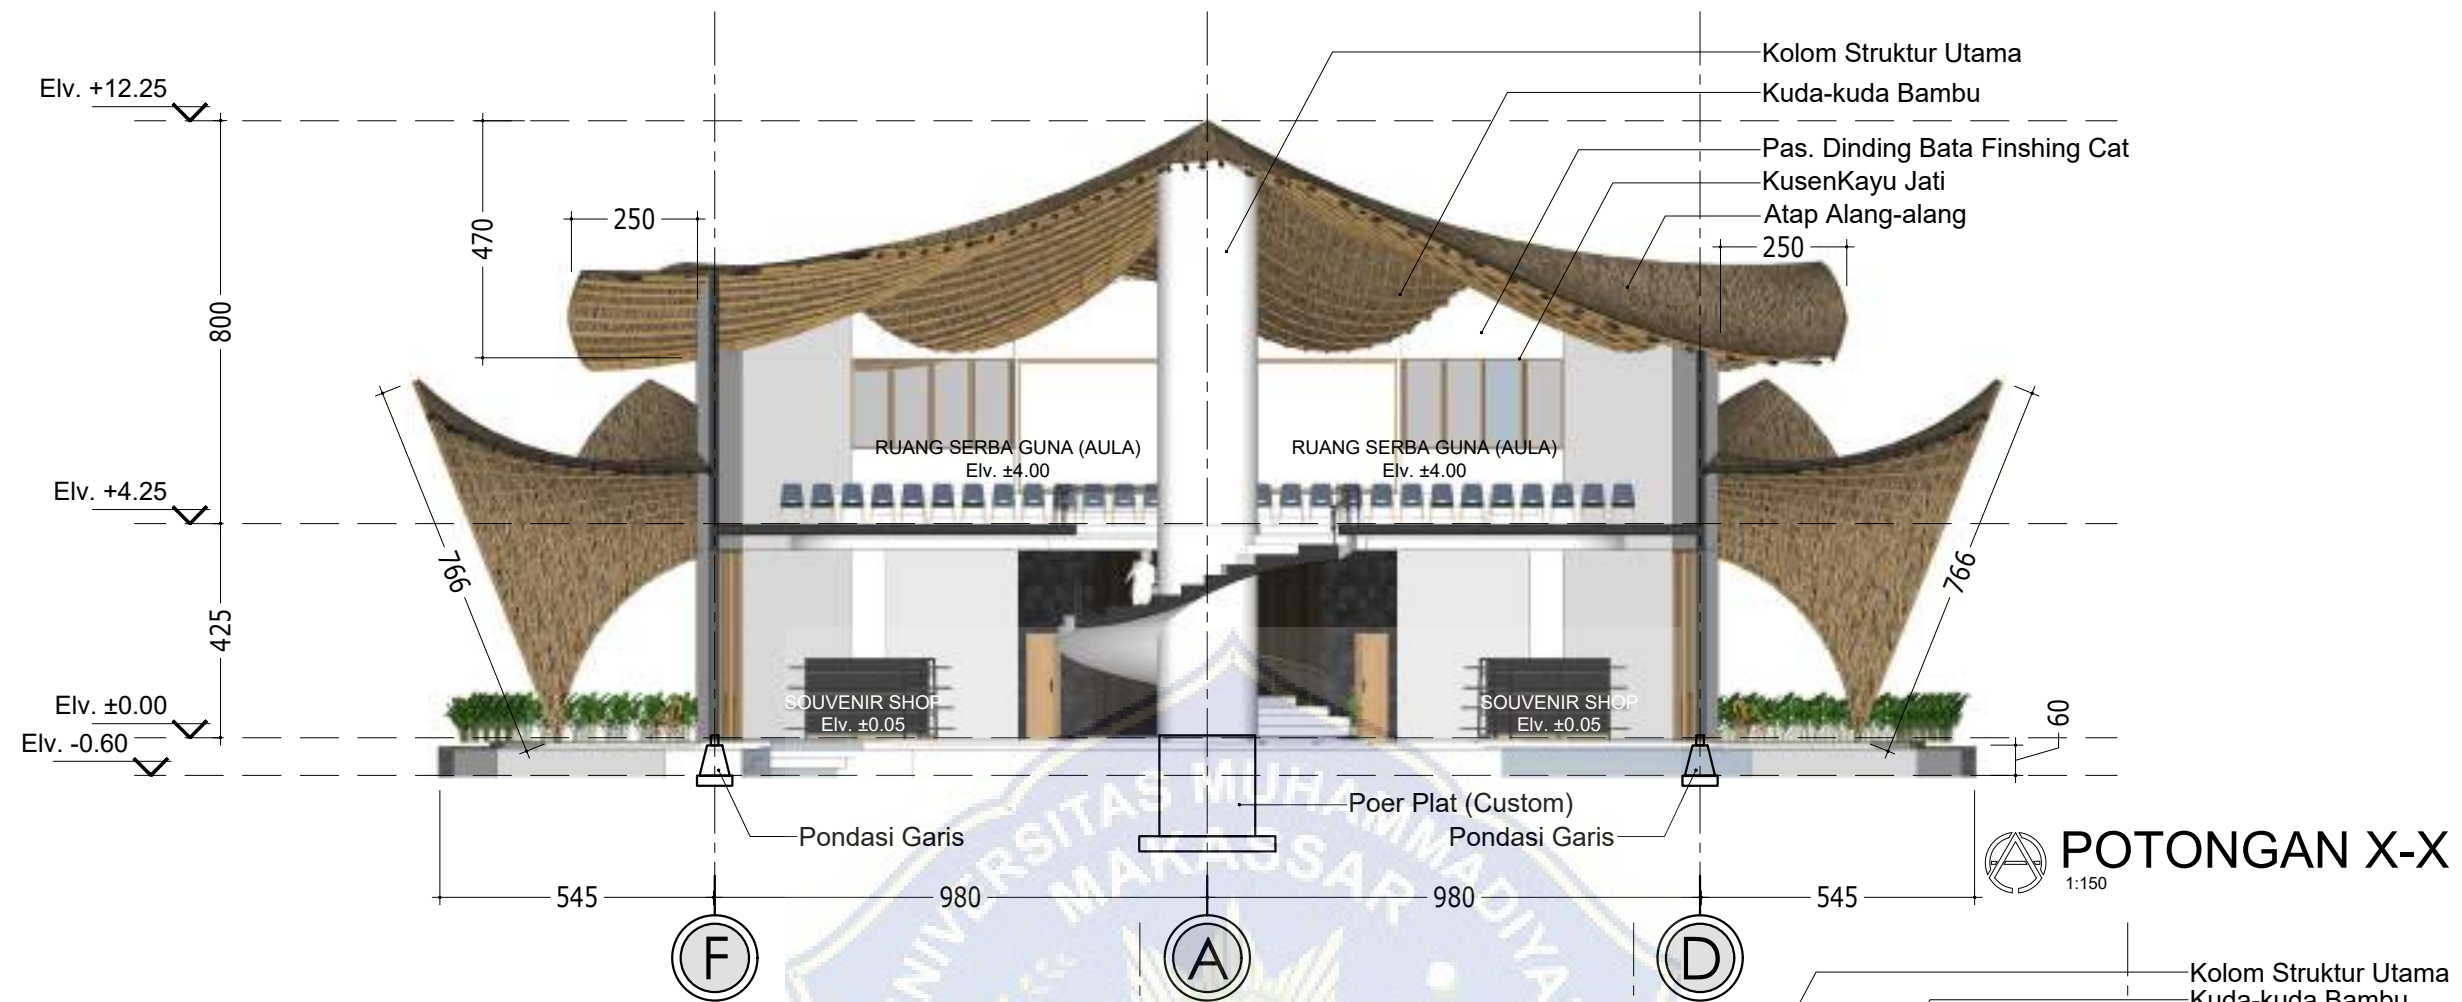 Kolom Struktur Utama
Kuda-kuda Bambu
Pas. Dinding Bata Finshing Cat
KusenKayu Jati
Atap Alang-alang
Elv. +12.25
250
470
250
800
766
766
RUANG SERBA GUNA (AULA)
Elv. ±4.00
RUANG SERBA GUNA (AULA)
Elv. ±4.00
Elv. +4.25
425
SOUVENIR SHOP
Elv. ±0.05
SOUVENIR SHOP
Elv. ±0.05
Elv. ±0.00
Elv. -0.60
60
Poer Plat (Custom)
Pondasi Garis
Pondasi Garis
POTONGAN X-X
1:150
545
980
980
545
F
A
D
UNIVERSITAS MUHAMMADIYA
MAKASSAR
Kolom Struktur Utama
Kuda-kuda Bambu